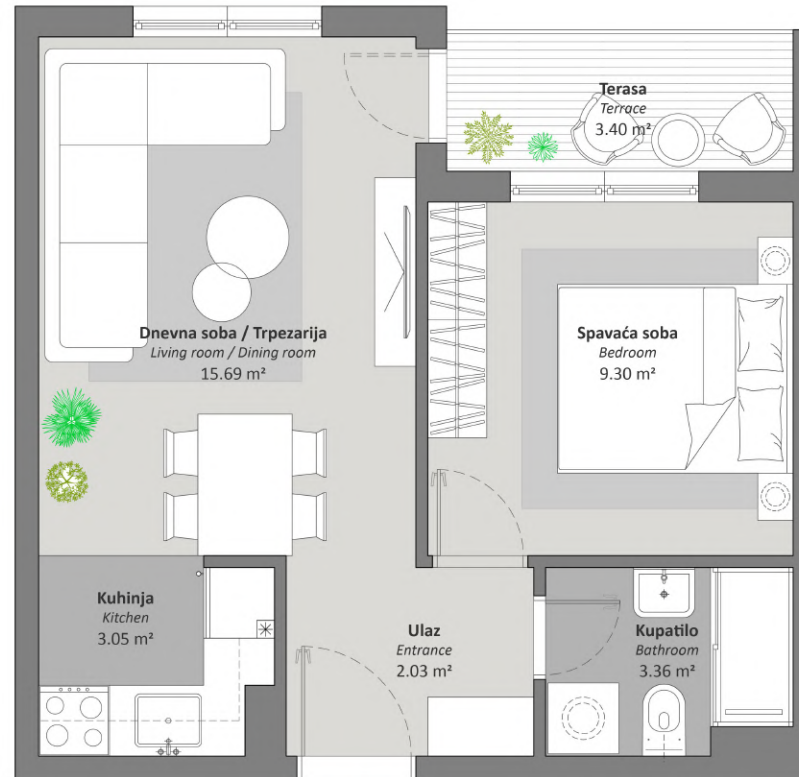 Terasa
Terrace
3.40 m²
Dnevna soba / Trpezarija
Living room / Dining room
15.69 m²
Spavaća soba
Bedroom
9.30 m²
Kuhinja
Kitchen
3.05 m²
Ulaz
Entrance
2.03 m²
Kupatilo
Bathroom
3.36 m²